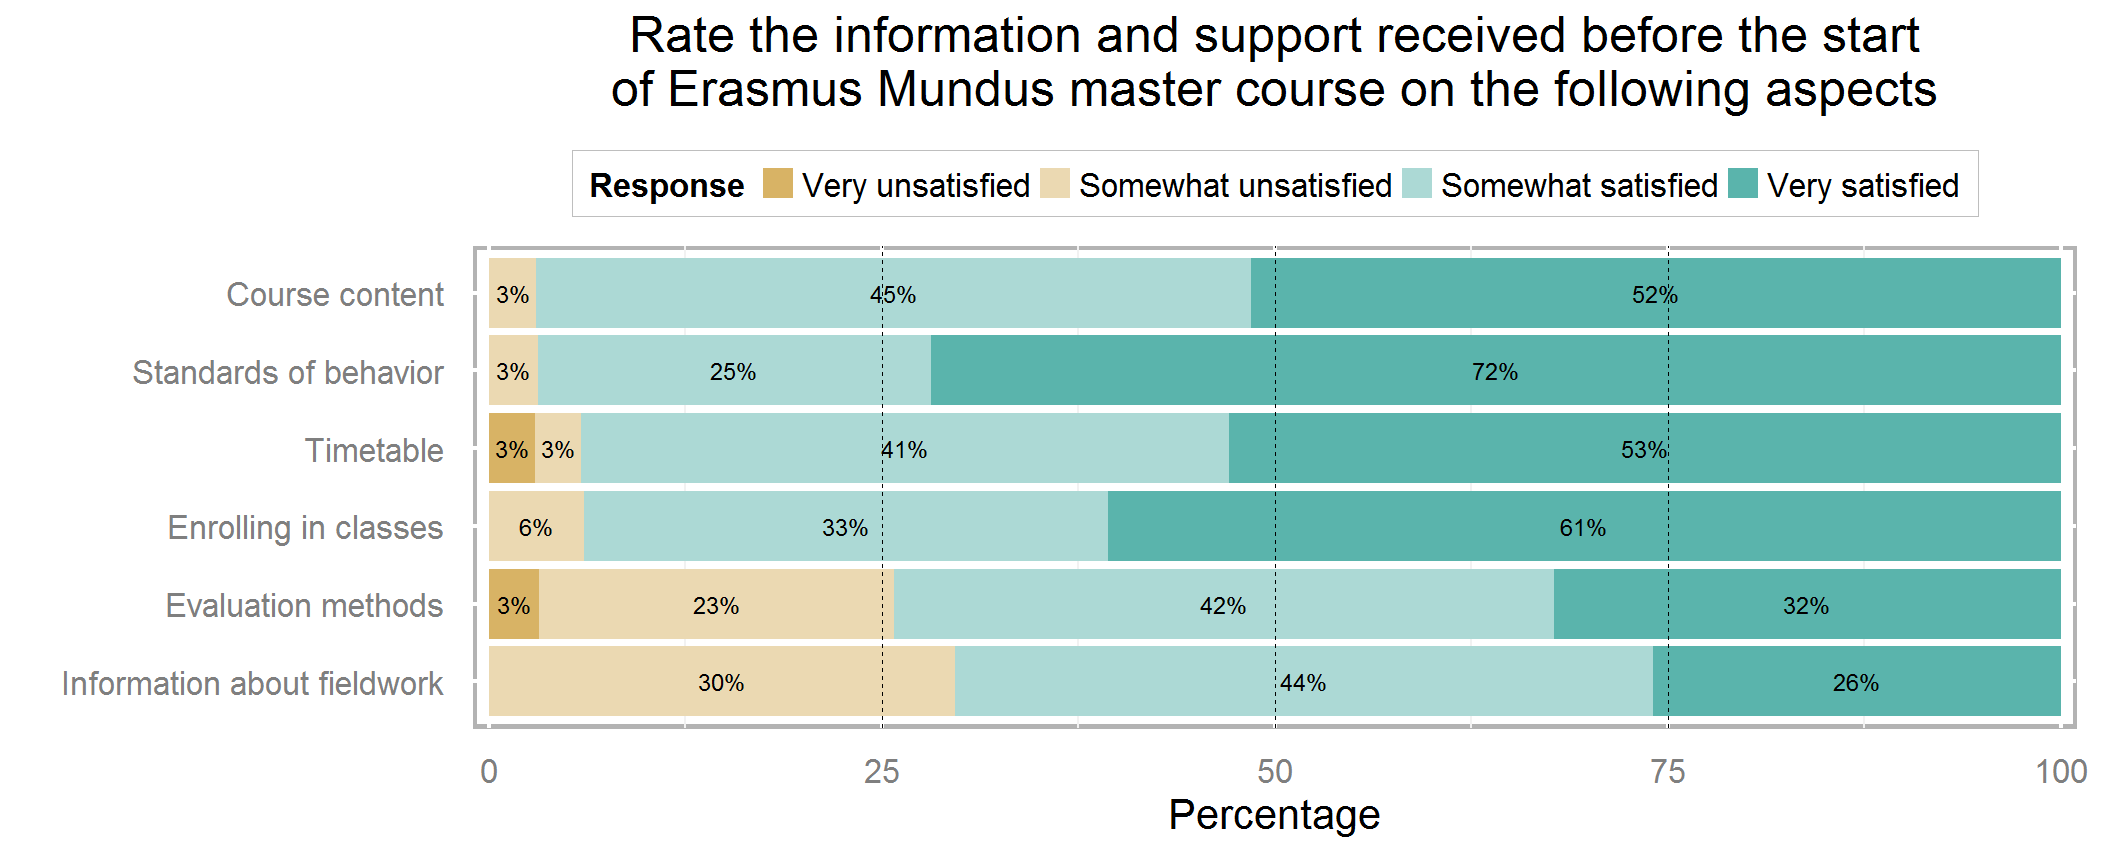 Rate the information and support received before the start
of Erasmus Mundus master course on the following aspects
Response Very unsatisfied Somewhat unsatisfied Somewhat satisfied Very satisfied
Course content 3% 45% 52%
Standards of behavior 3% 25% 72%
Timetable 3% 3% 41% 53%
Enrolling in classes 6% 33% 61%
Evaluation methods 3% 23% 42% 32%
Information about fieldwork 30% 44% 26%
0 25 50 75 100
Percentage